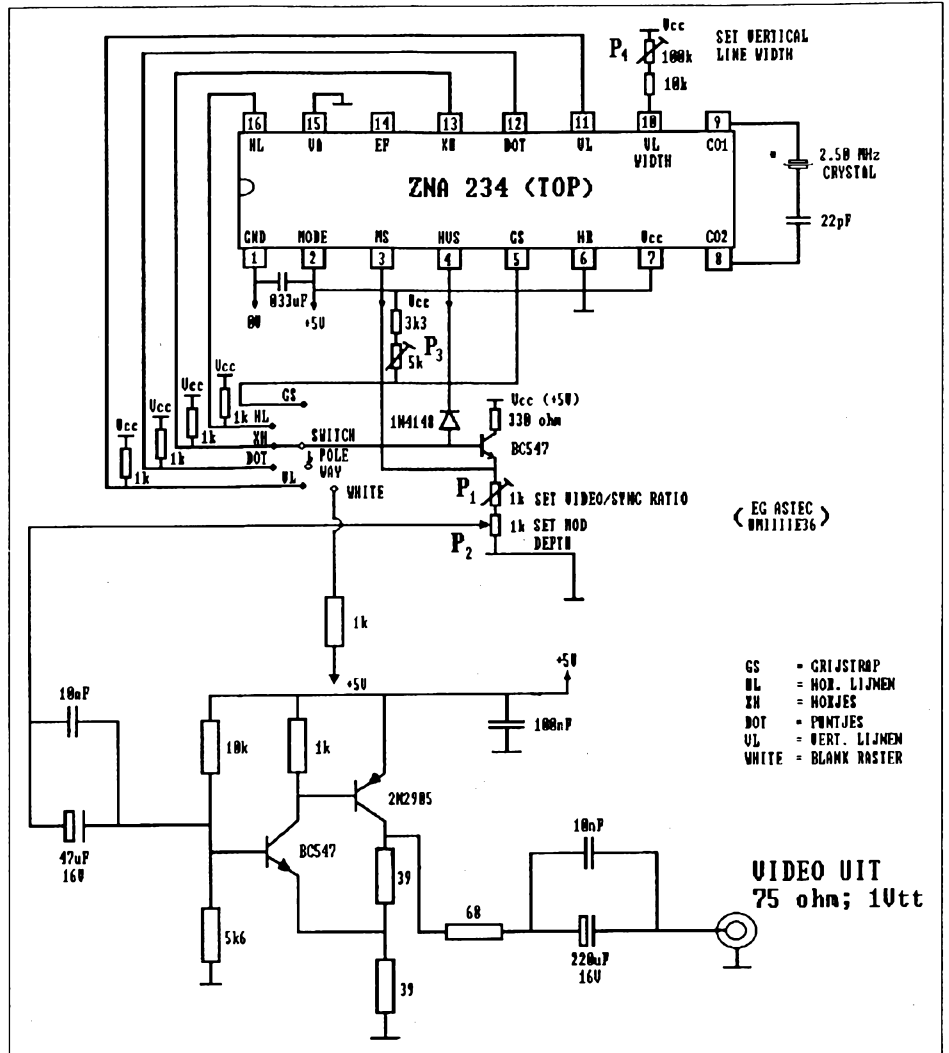 Vcc
SET VERTICAL
LINE WIDTH
P4
100k
10k
16 15 14 13 12 11 10 9
HL VR EF XH DOT VL VL WIDTH CO1
ZNA 234 (TOP)
2.50 MHz
CRYSTAL
*
22pF
GND MODE MS HVS GS HR Vcc CO2
1 2 3 4 5 6 7 8
033uF
0V
+5V
Vcc
3k3
P3
5k
Vcc
Vcc
Vcc
Vcc
1k
1k
1k
1k
GS
HL
XH
DOT
VL
SWITCH
POLE
WAY
WHITE
1N4148
Vcc (+5V)
330 ohm
BC547
P1
1k SET VIDEO/SYNC RATIO
P2
1k SET MOD
DEPTH
(EG ASTEC
UM1111E36)
1k
+5V
+5V
GS = GRIJSTRAP
HL = HOR. LIJNEN
XH = HOKJES
DOT = PUNTJES
VL = VERT. LIJNEN
WHITE = BLANK RASTER
10nF
47uF
16V
10k
1k
100nF
2N2905
BC547
5k6
39
39
68
10nF
220uF
16V
VIDEO UIT
75 ohm; 1Vtt